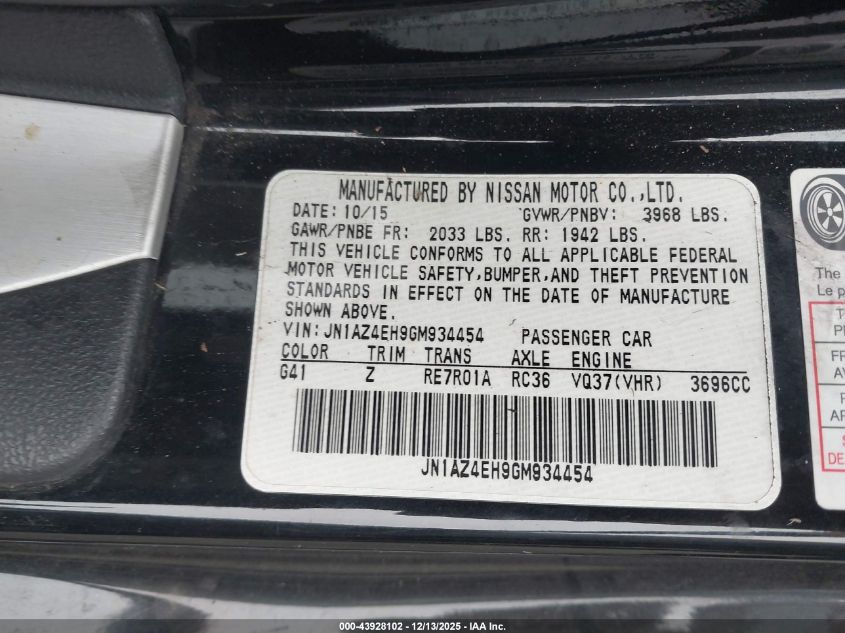 MANUFACTURED BY NISSAN MOTOR CO.,LTD.
DATE: 10/15 GVWR/PNBV: 3968 LBS.
GAWR/PNBE FR: 2033 LBS. RR: 1942 LBS.
THIS VEHICLE CONFORMS TO ALL APPLICABLE FEDERAL
MOTOR VEHICLE SAFETY,BUMPER,AND THEFT PREVENTION
STANDARDS IN EFFECT ON THE DATE OF MANUFACTURE
SHOWN ABOVE.
VIN:JN1AZ4EH9GM934454 PASSENGER CAR
COLOR TRIM TRANS AXLE ENGINE
G41 Z RE7R01A RC36 VQ37(VHR) 3696CC
JN1AZ4EH9GM934454
The
Le
000-43928102 - 12/13/2025 - IAA Inc.